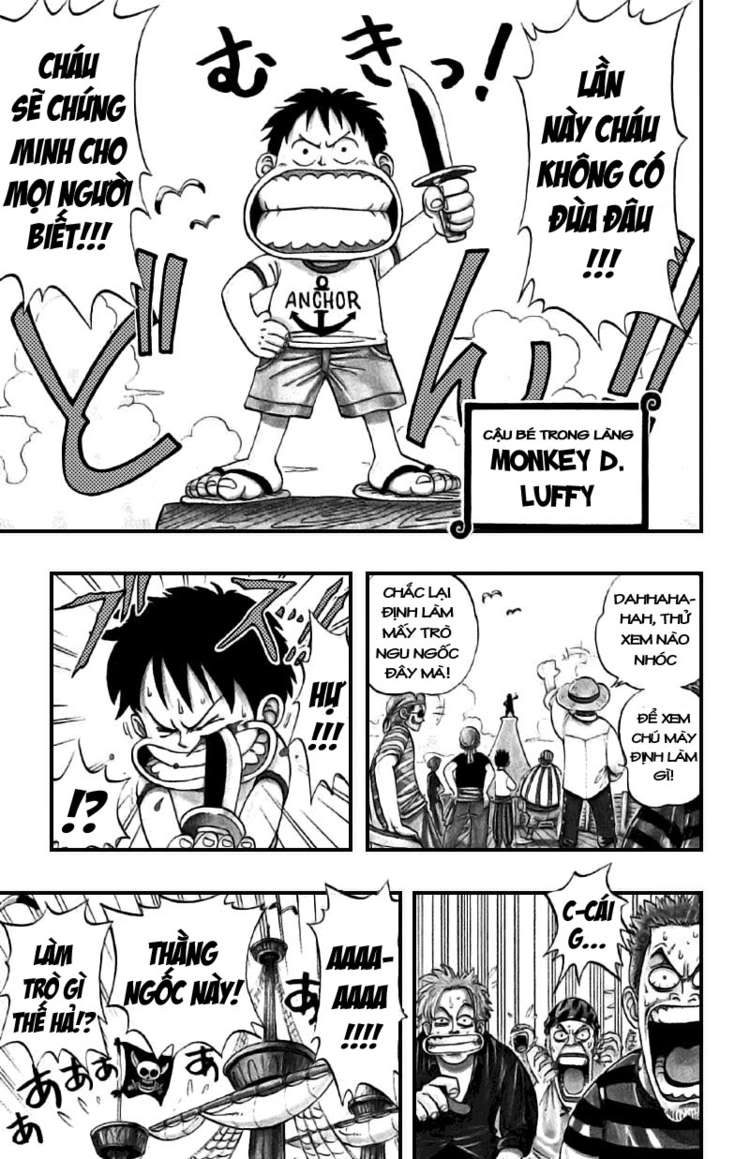 むきっ!
LẦN
NÀY CHÁU
KHÔNG CÓ
ĐÙA ĐÂU
!!!
CHÁU
SẼ CHỨNG
MINH CHO
MỌI NGƯỜI
BIẾT!!!
ANCHOR
どん!!
CẬU BÉ TRONG LÀNG
MONKEY D.
LUFFY
DAHHAHA-
HAH, THỬ
XEM NÀO
NHÓC
ĐỂ XEM
CHÚ MÀY
ĐỊNH LÀM
GÌ!
CHẮC LẠI
ĐỊNH LÀM
MẤY TRÒ
NGU NGỐC
ĐÂY MÀ!
HỰ
!!!
!?
C-CÁI
G...
AAAA-
AAAA
!!!!
THẰNG
NGỐC NÀY!
LÀM
TRÒ GÌ
THẾ HẢ!?
ああああ